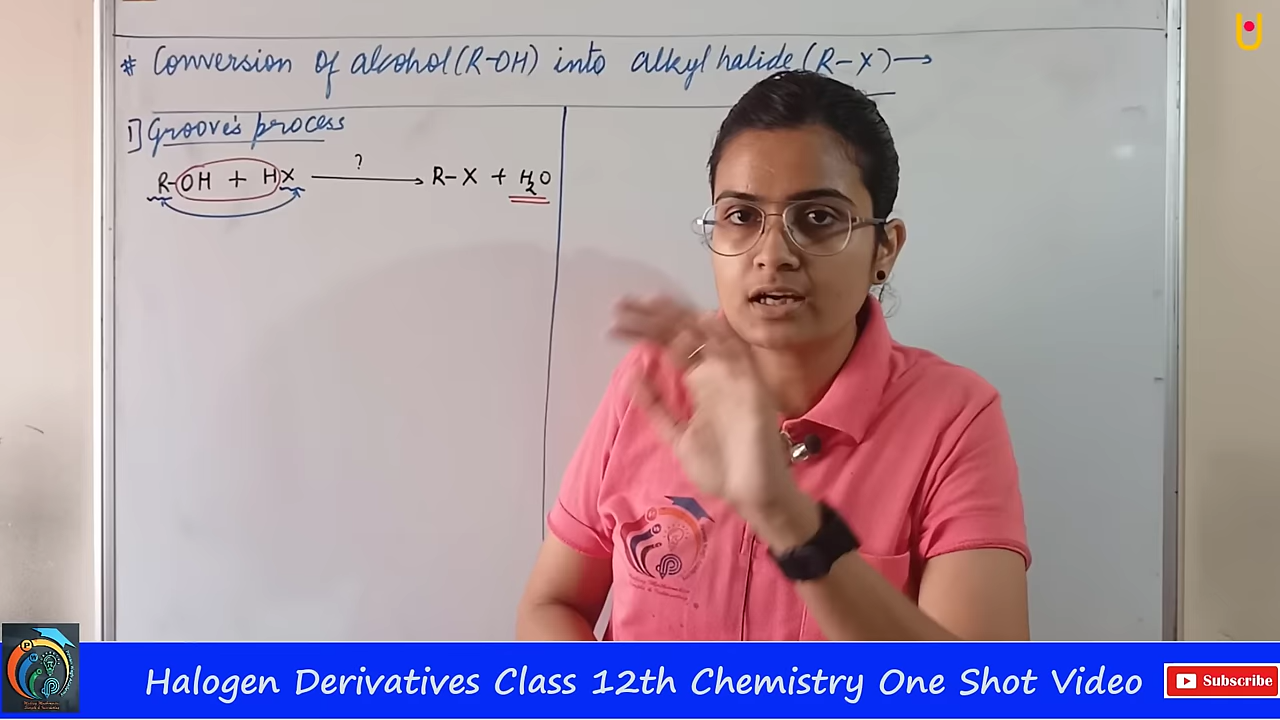 # Conversion of alcohol (R-OH) into alkyl halide (R-X) →
1] Groove's process
R-OH + HX ? → R-X + H2O
Halogen Derivatives Class 12th Chemistry One Shot Video
Subscribe